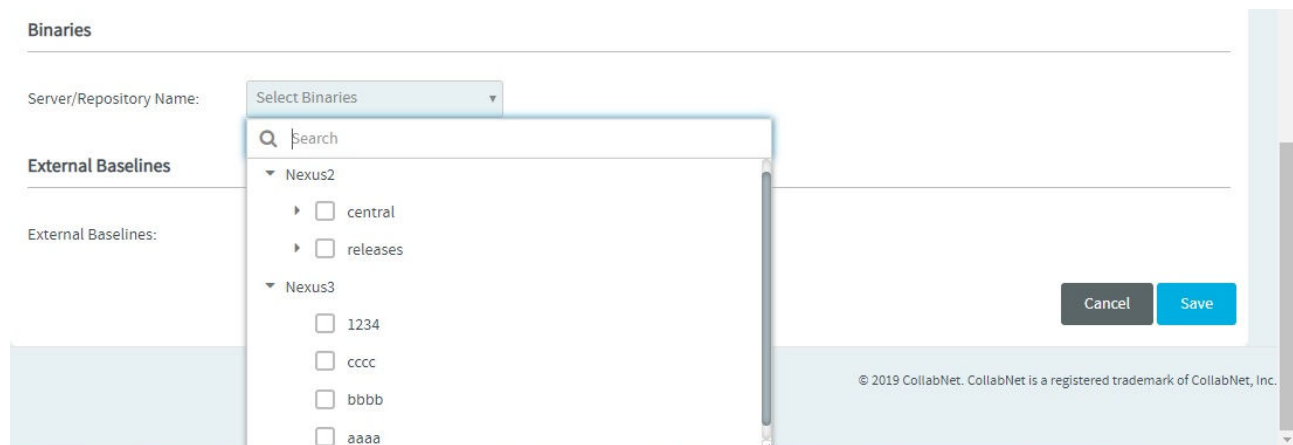 Binaries
Server/Repository Name:
Select Binaries
Search
External Baselines
Nexus2
central
External Baselines:
releases
Nexus3
Cancel
Save
1234
cccc
© 2019 CollabNet. CollabNet is a registered trademark of CollabNet, Inc.
bbbb
aaaa